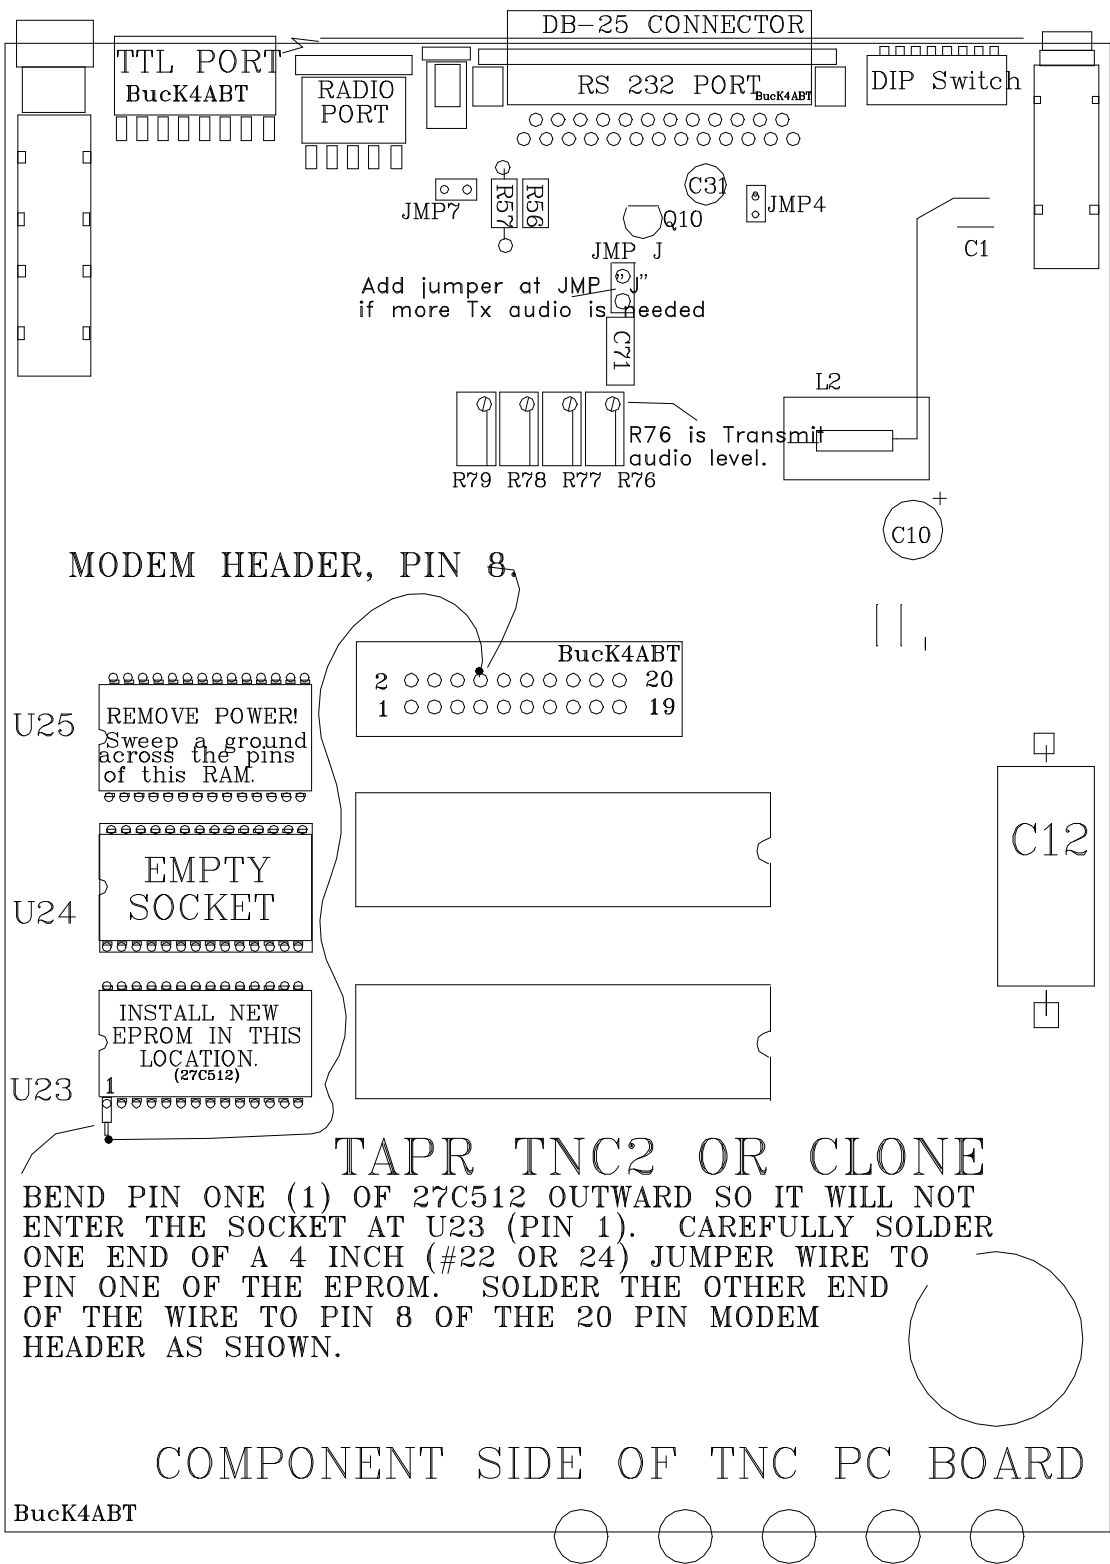 DB-25 CONNECTOR
TTL PORT
BucK4ABT
RADIO
PORT
RS 232 PORT
BucK4ABT
DIP Switch
JMP7
R57
R56
C31
Q10
JMP4
C1
JMP J
Add jumper at JMP "J"
if more Tx audio is needed
C71
L2
R76 is Transmit
audio level.
R79
R78
R77
R76
C10
+
MODEM HEADER, PIN 8.
BucK4ABT
2
20
1
19
U25
REMOVE POWER!
Sweep a ground
across the pins
of this RAM.
C12
U24
EMPTY
SOCKET
INSTALL NEW
EPROM IN THIS
LOCATION.
(27C512)
U23
1
TAPR TNC2 OR CLONE
BEND PIN ONE (1) OF 27C512 OUTWARD SO IT WILL NOT
ENTER THE SOCKET AT U23 (PIN 1). CAREFULLY SOLDER
ONE END OF A 4 INCH (#22 OR 24) JUMPER WIRE TO
PIN ONE OF THE EPROM. SOLDER THE OTHER END
OF THE WIRE TO PIN 8 OF THE 20 PIN MODEM
HEADER AS SHOWN.
COMPONENT SIDE OF TNC PC BOARD
BucK4ABT